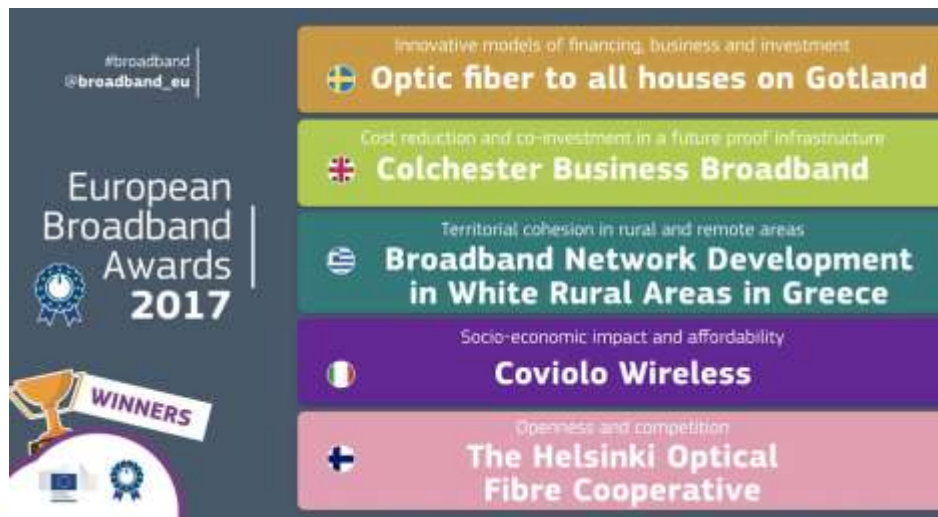 #broadband
@broadband_eu
European
Broadband
Awards
2017
WINNERS
Innovative models of financing, business and investment
Optic fiber to all houses on Gotland
Cost reduction and co-investment in a future proof infrastructure
Colchester Business Broadband
Territorial cohesion in rural and remote areas
Broadband Network Development
in White Rural Areas in Greece
Socio-economic impact and affordability
Coviolo Wireless
Openness and competition
The Helsinki Optical
Fibre Cooperative